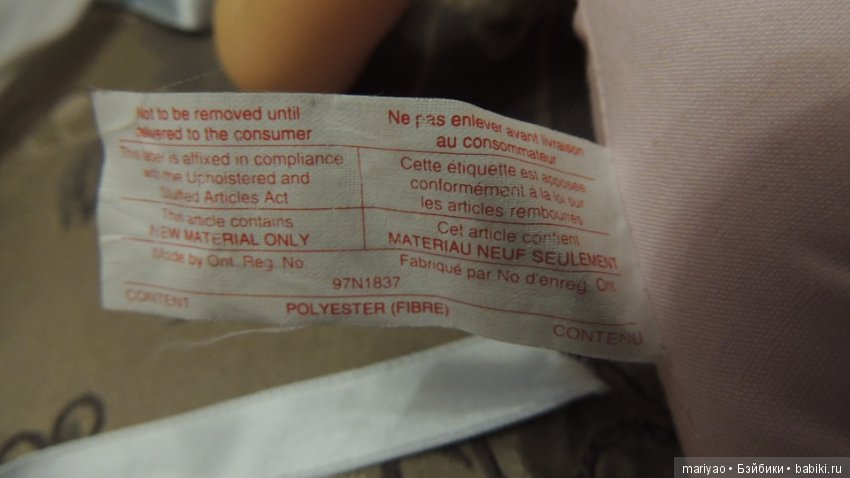 Not to be removed until
delivered to the consumer
This label is affixed in compliance
with the Upholstered and
Stuffed Articles Act
This article contains
NEW MATERIAL ONLY
Made by Ont. Reg. No.
Ne pas enlever avant livraison
au consommateur
Cette étiquette est apposée
conformément à la loi sur
les articles rembourrés
Cet article contient
MATERIAU NEUF SEULEMENT
Fabriqué par No d'enreg. Ont.
97N1837
CONTENT
POLYESTER (FIBRE)
CONTENU
mariyao • Бэйбики • babiki.ru